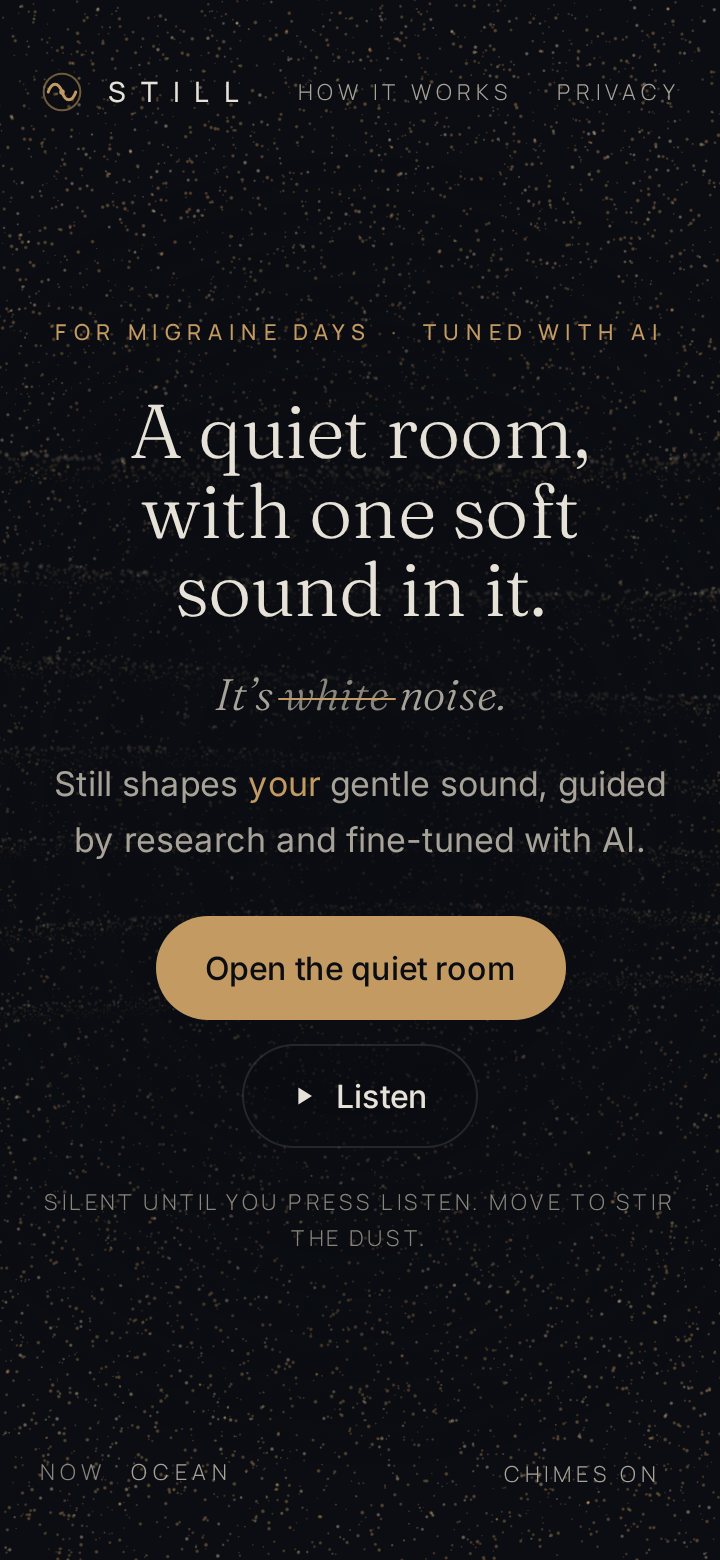 STILL HOW IT WORKS PRIVACY
FOR MIGRAINE DAYS · TUNED WITH AI
A quiet room,
with one soft
sound in it.
It's white noise.
Still shapes your gentle sound, guided
by research and fine-tuned with AI.
Open the quiet room
Listen
SILENT UNTIL YOU PRESS LISTEN. MOVE TO STIR
THE DUST.
NOW OCEAN CHIMES ON